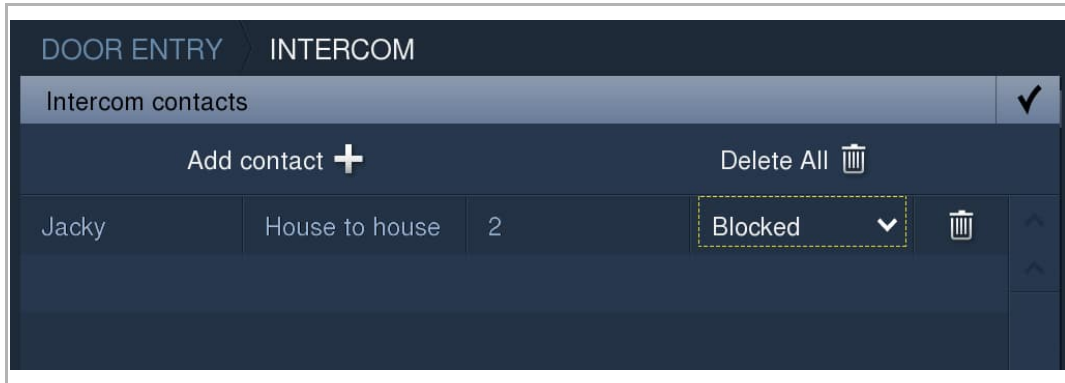 DOOR ENTRY INTERCOM
Intercom contacts
Add contact Delete All
Jacky House to house 2 Blocked